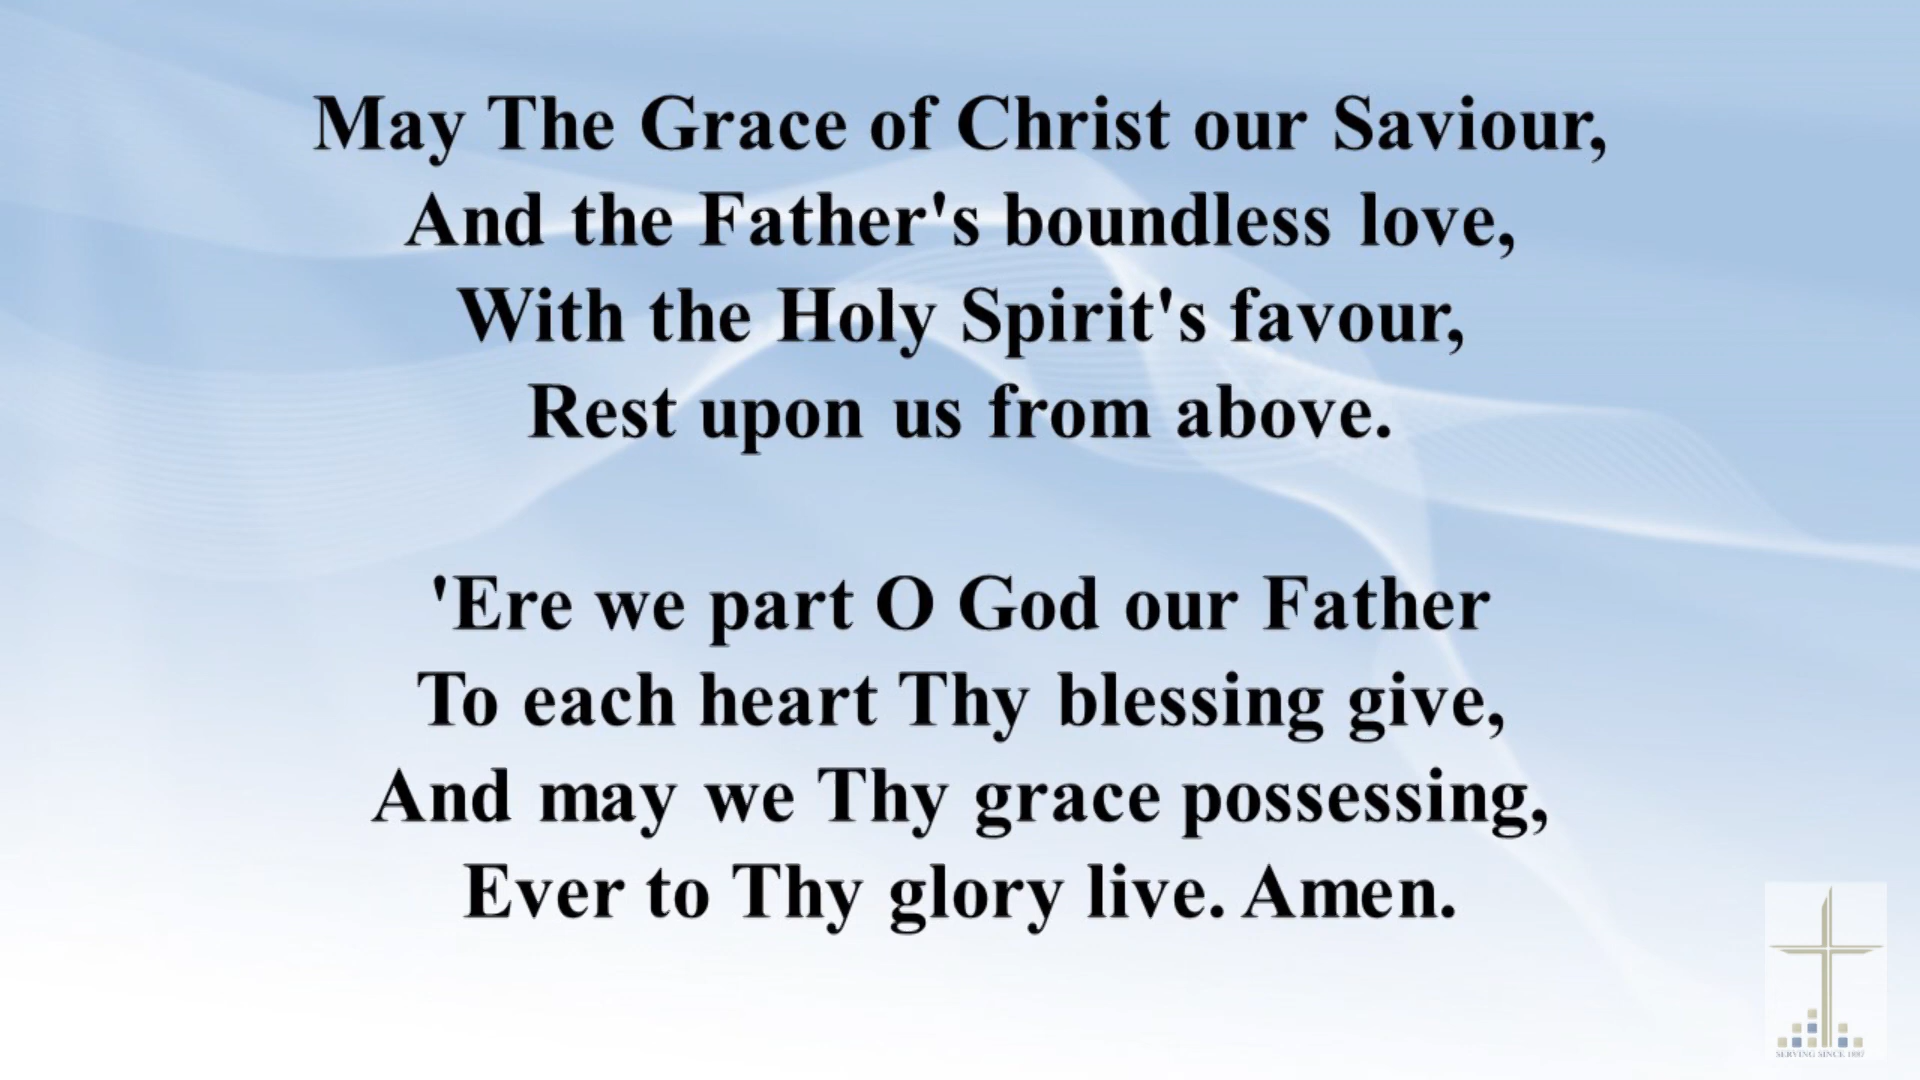 May The Grace of Christ our Saviour,
And the Father's boundless love,
With the Holy Spirit's favour,
Rest upon us from above.
'Ere we part O God our Father
To each heart Thy blessing give,
And may we Thy grace possessing,
Ever to Thy glory live. Amen.
SERVING SINCE